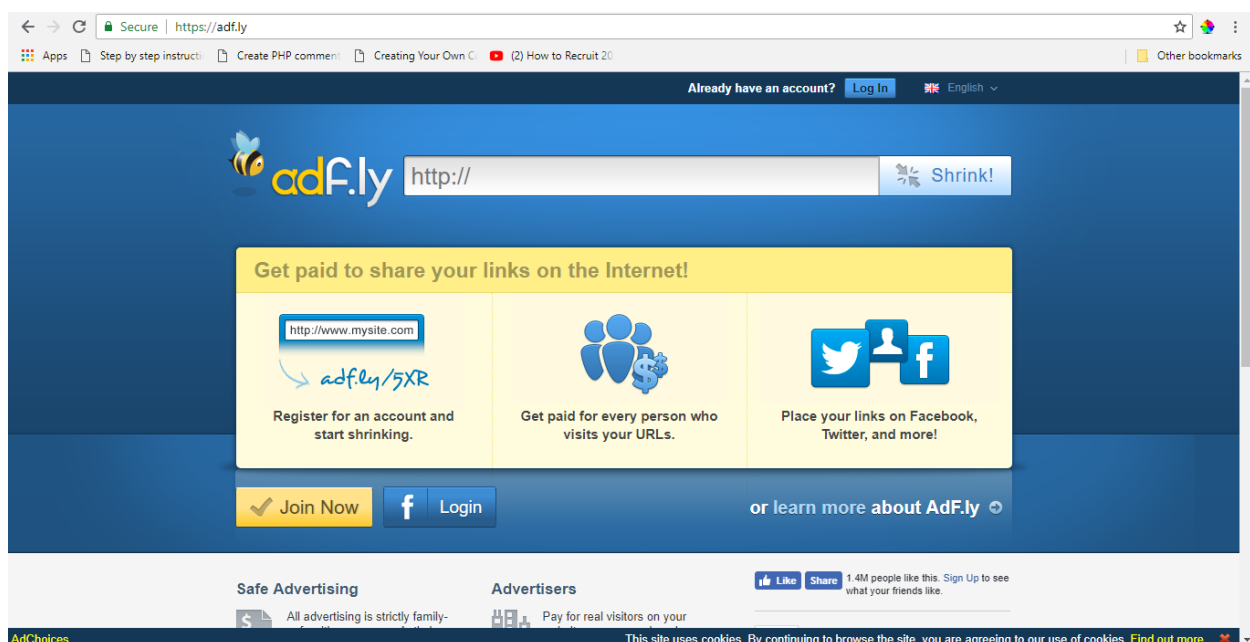 Secure | https://adf.ly
Apps Step by step instructi Create PHP comment Creating Your Own C (2) How to Recruit 20 Other bookmarks
Already have an account? Log In English
adf.ly http:// Shrink!
Get paid to share your links on the Internet!
http://www.mysite.com
adf.ly/5XR
Register for an account and
start shrinking.
Get paid for every person who
visits your URLs.
Place your links on Facebook,
Twitter, and more!
Join Now f Login or learn more about AdF.ly
Safe Advertising
All advertising is strictly family-
Advertisers
Pay for real visitors on your
Like Share 1.4M people like this. Sign Up to see
what your friends like.
AdChoices This site uses cookies. By continuing to browse the site, you are agreeing to our use of cookies. Find out more.